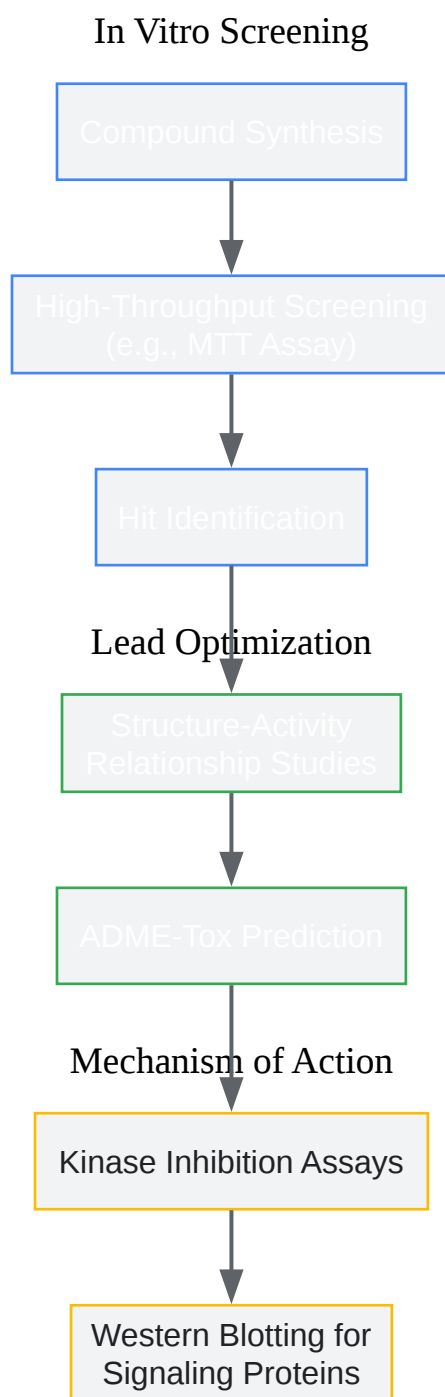 In Vitro Screening
Compound Synthesis
High-Throughput Screening
(e.g., MTT Assay)
Hit Identification
Lead Optimization
Structure-Activity
Relationship Studies
ADME-Tox Prediction
Mechanism of Action
Kinase Inhibition Assays
Western Blotting for
Signaling Proteins